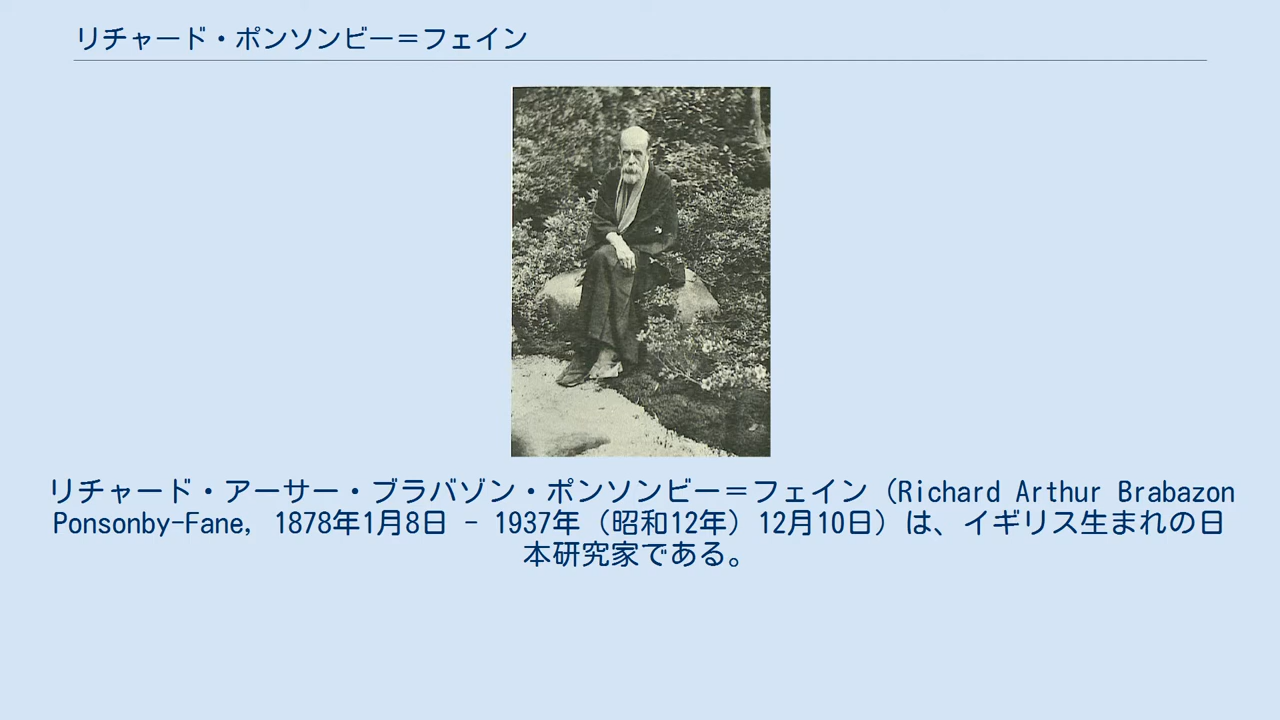 リチャード・ポンソンビー＝フェイン
リチャード・アーサー・ブラバゾン・ポンソンビー＝フェイン（Richard Arthur Brabazon
Ponsonby-Fane, 1878年1月8日 - 1937年（昭和12年）12月10日）は、イギリス生まれの日
本研究家である。